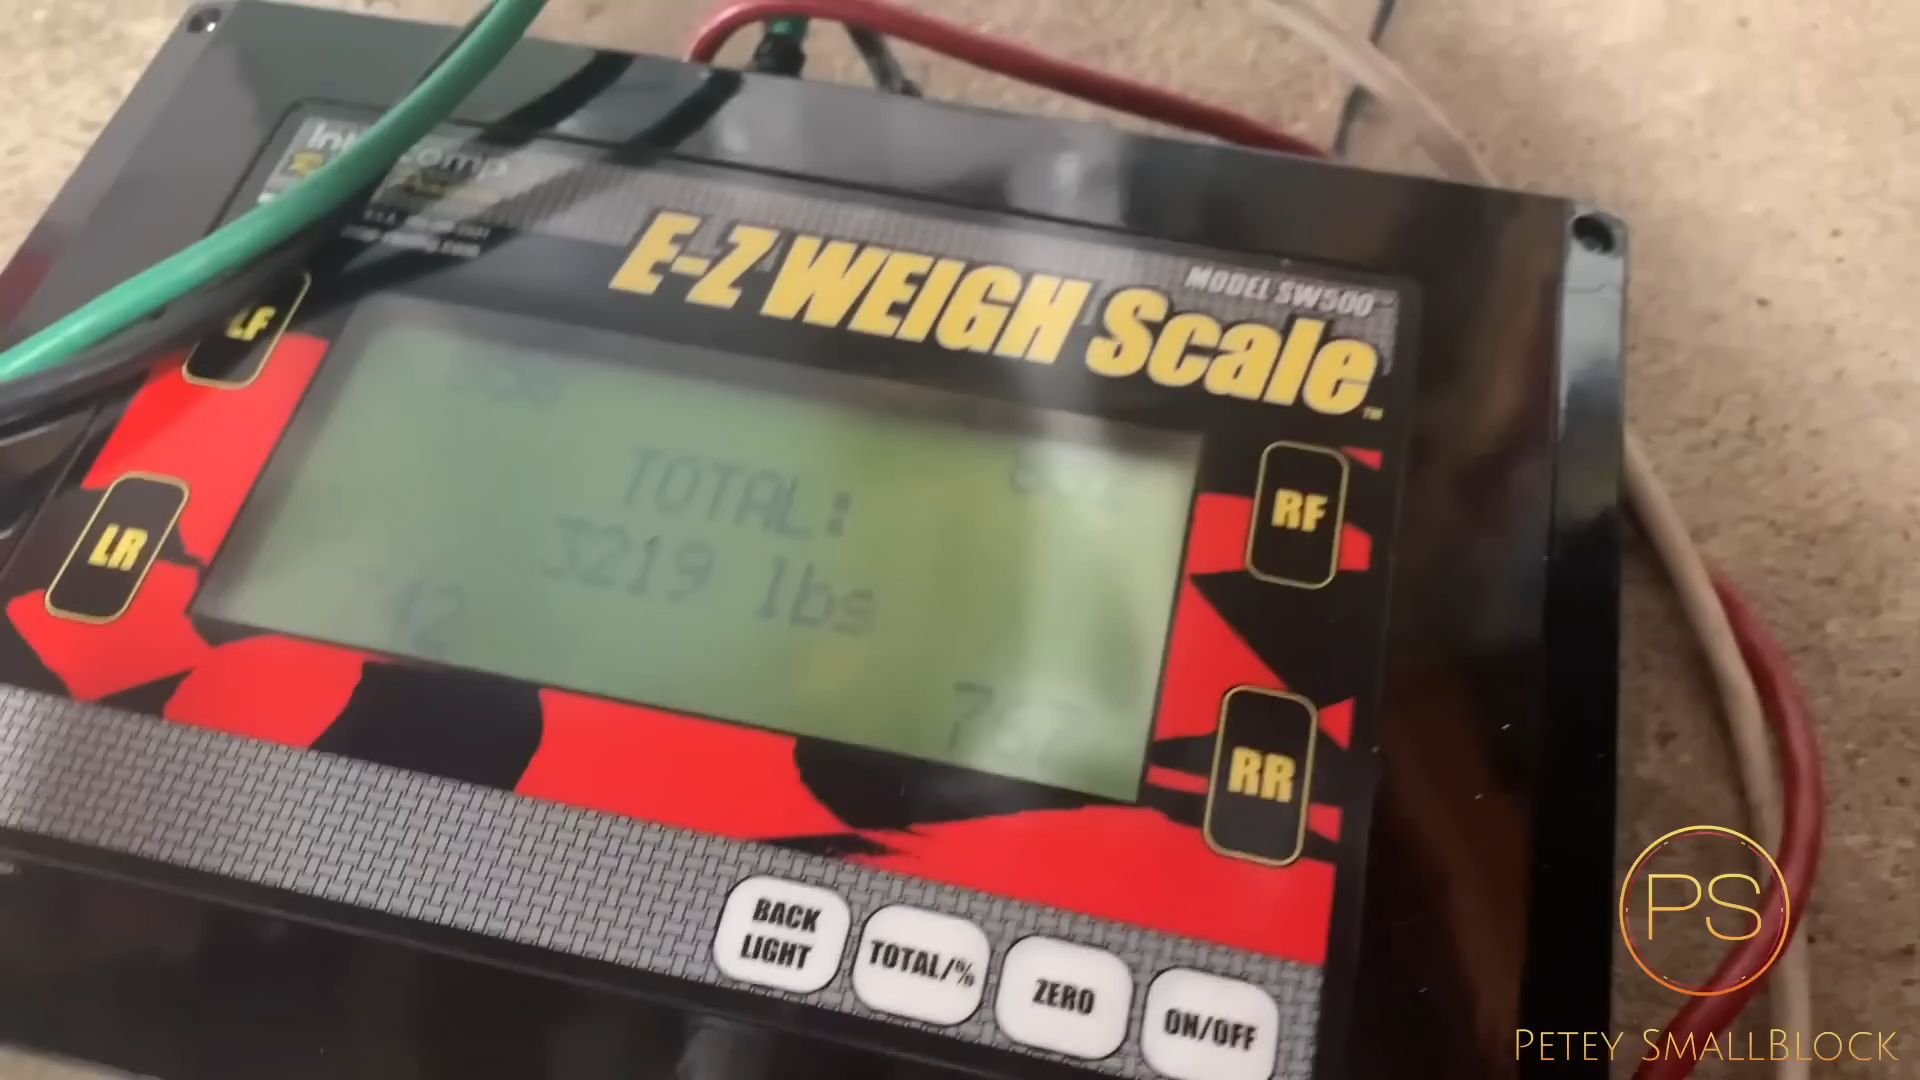 E-Z WEIGH Scale™
MODEL SW500
LF
LR
RF
RR
TOTAL:
3219 lbs
BACK
LIGHT
TOTAL/%
ZERO
ON/OFF
PS
PETEY SMALLBLOCK